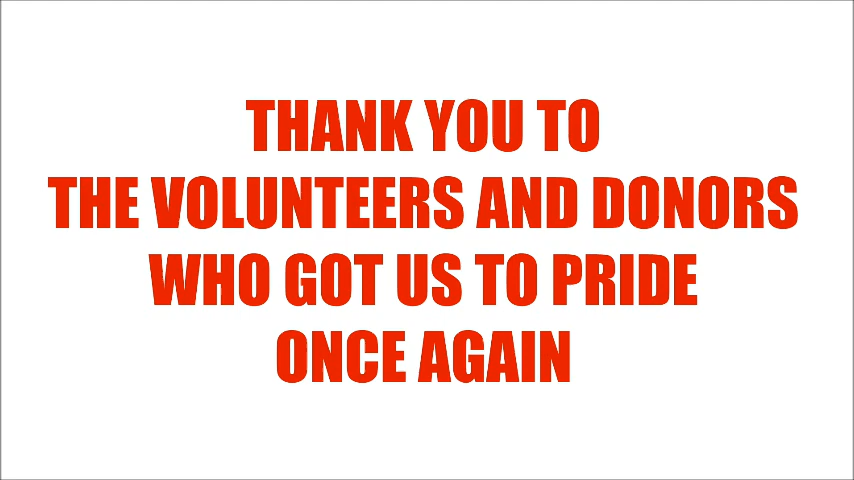 THANK YOU TO
THE VOLUNTEERS AND DONORS
WHO GOT US TO PRIDE
ONCE AGAIN